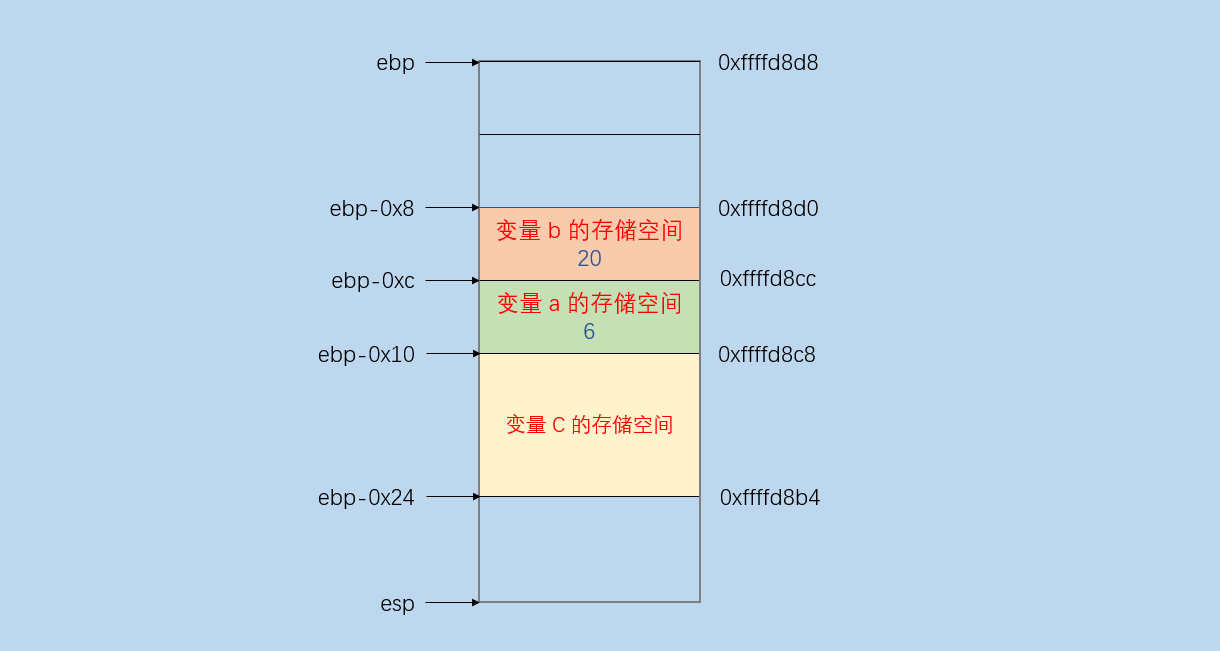 ebp
0xffffd8d8
ebp-0x8
0xffffd8d0
变量 b 的存储空间
20
ebp-0xc
0xffffd8cc
变量 a 的存储空间
6
ebp-0x10
0xffffd8c8
变量 C 的存储空间
ebp-0x24
0xffffd8b4
esp